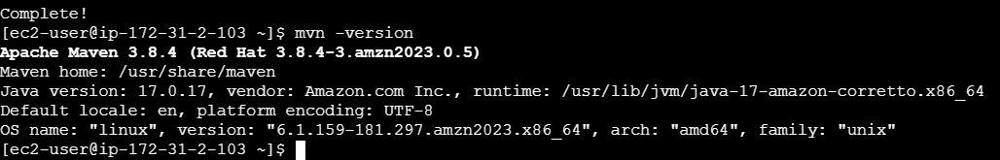 Complete!
[ec2-user@ip-172-31-2-103 ~]$ mvn -version
Apache Maven 3.8.4 (Red Hat 3.8.4-3.amzn2023.0.5)
Maven home: /usr/share/maven
Java version: 17.0.17, vendor: Amazon.com Inc., runtime: /usr/lib/jvm/java-17-amazon-corretto.x86_64
Default locale: en, platform encoding: UTF-8
OS name: "linux", version: "6.1.159-181.297.amzn2023.x86_64", arch: "amd64", family: "unix"
[ec2-user@ip-172-31-2-103 ~]$